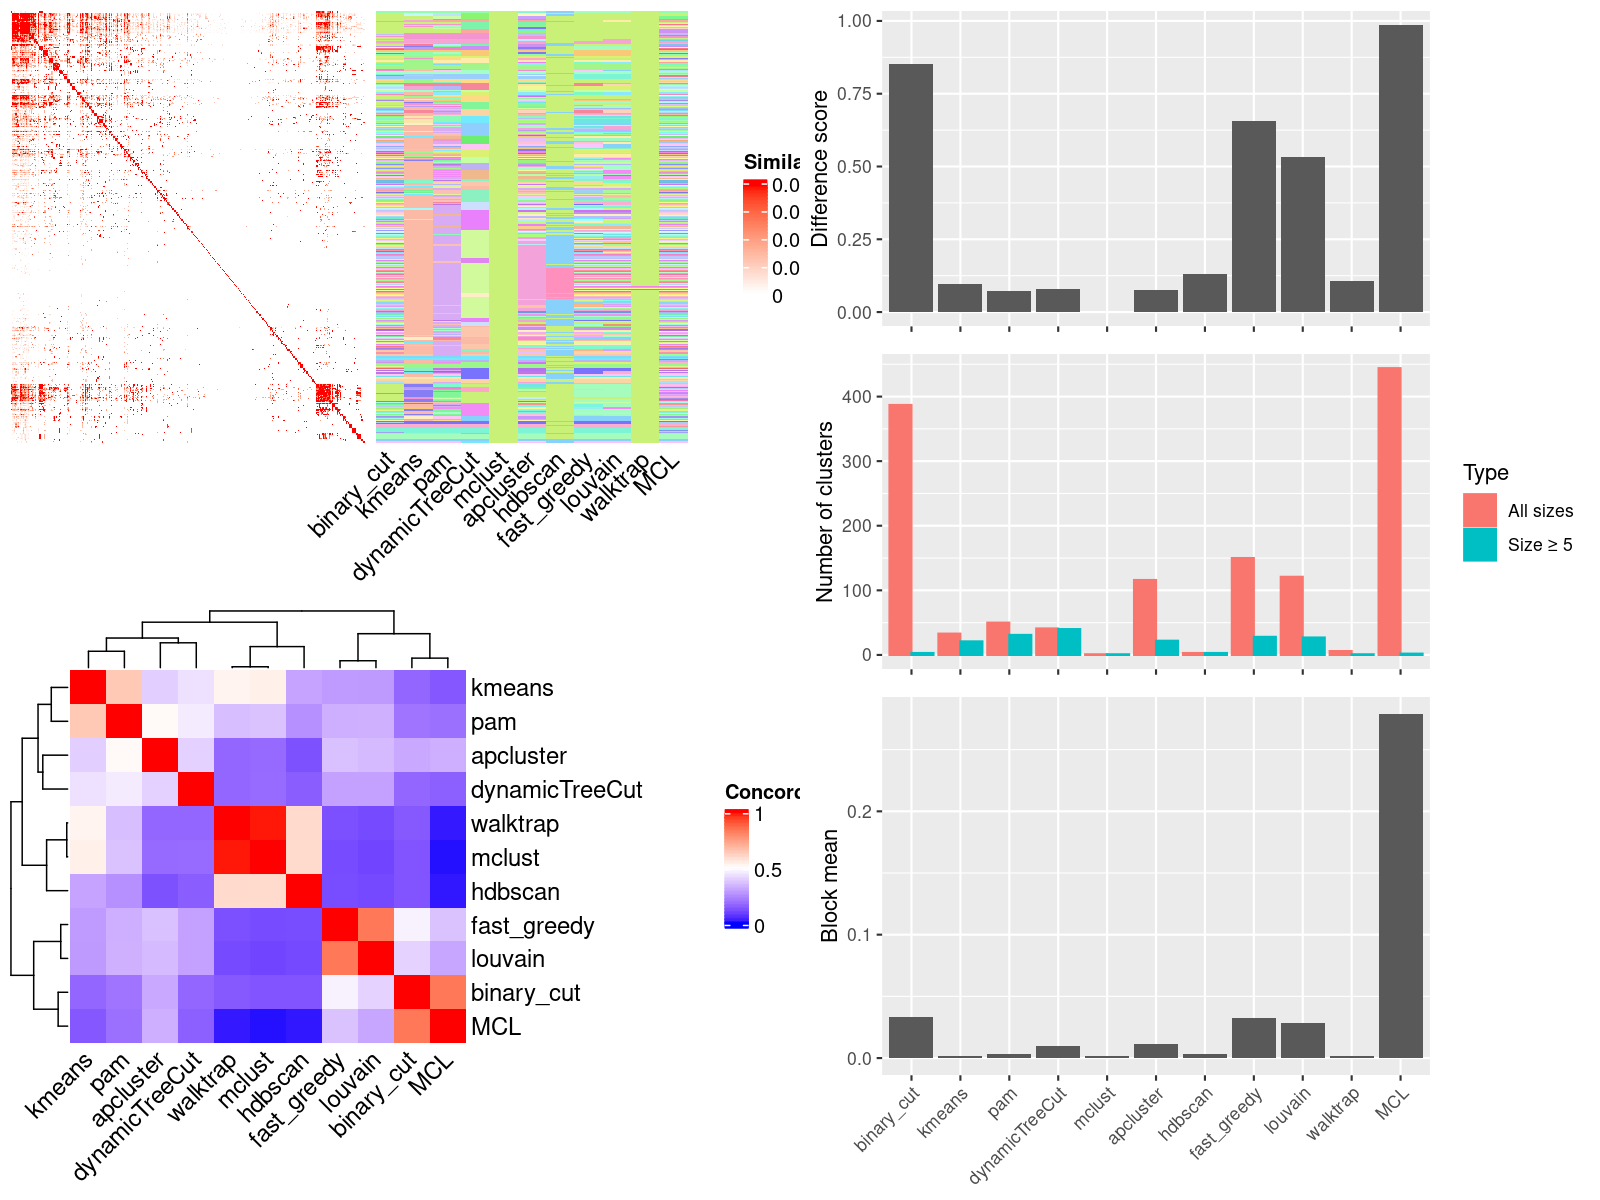 Simila
0.0
0.0
0.0
0.0
0
binary_cut
kmeans
pam
dynamicTreeCut
mclust
apcluster
hdbscan
fast_greedy
louvain
walktrap
MCL
kmeans
pam
apcluster
dynamicTreeCut
walktrap
mclust
hdbscan
fast_greedy
louvain
binary_cut
MCL
kmeans
pam
apcluster
dynamicTreeCut
walktrap
mclust
hdbscan
fast_greedy
louvain
binary_cut
MCL
Concord
1
0.5
0
Difference score
1.00
0.75
0.50
0.25
0.00
Number of clusters
400
300
200
100
0
Type
All sizes
Size ≥ 5
Block mean
0.2
0.1
0.0
binary_cut
kmeans
pam
dynamicTreeCut
mclust
apcluster
hdbscan
fast_greedy
louvain
walktrap
MCL